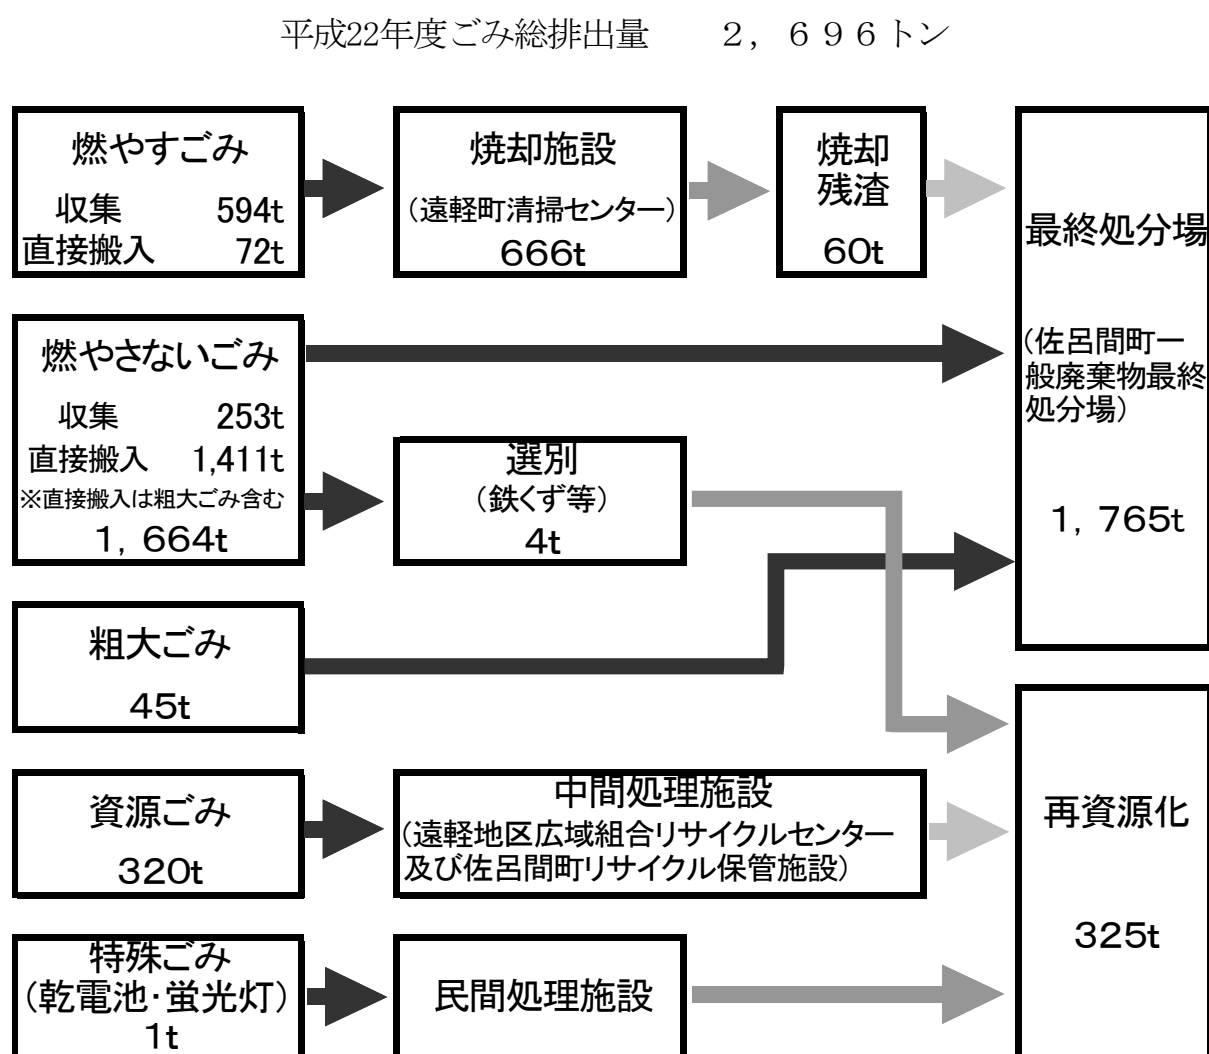 平成22年度ごみ総排出量　　２，６９６トン
燃やすごみ
収集 594t
直接搬入 72t
焼却施設
（遠軽町清掃センター）
666t
焼却
残渣
60t
最終処分場
（佐呂間町一
般廃棄物最終
処分場）
1，765t
燃やさないごみ
収集 253t
直接搬入 1,411t
※直接搬入は粗大ごみ含む
1，664t
選別
（鉄くず等）
4t
粗大ごみ
45t
資源ごみ
320t
中間処理施設
（遠軽地区広域組合リサイクルセンター
及び佐呂間町リサイクル保管施設）
再資源化
325t
特殊ごみ
（乾電池・蛍光灯）
1t
民間処理施設